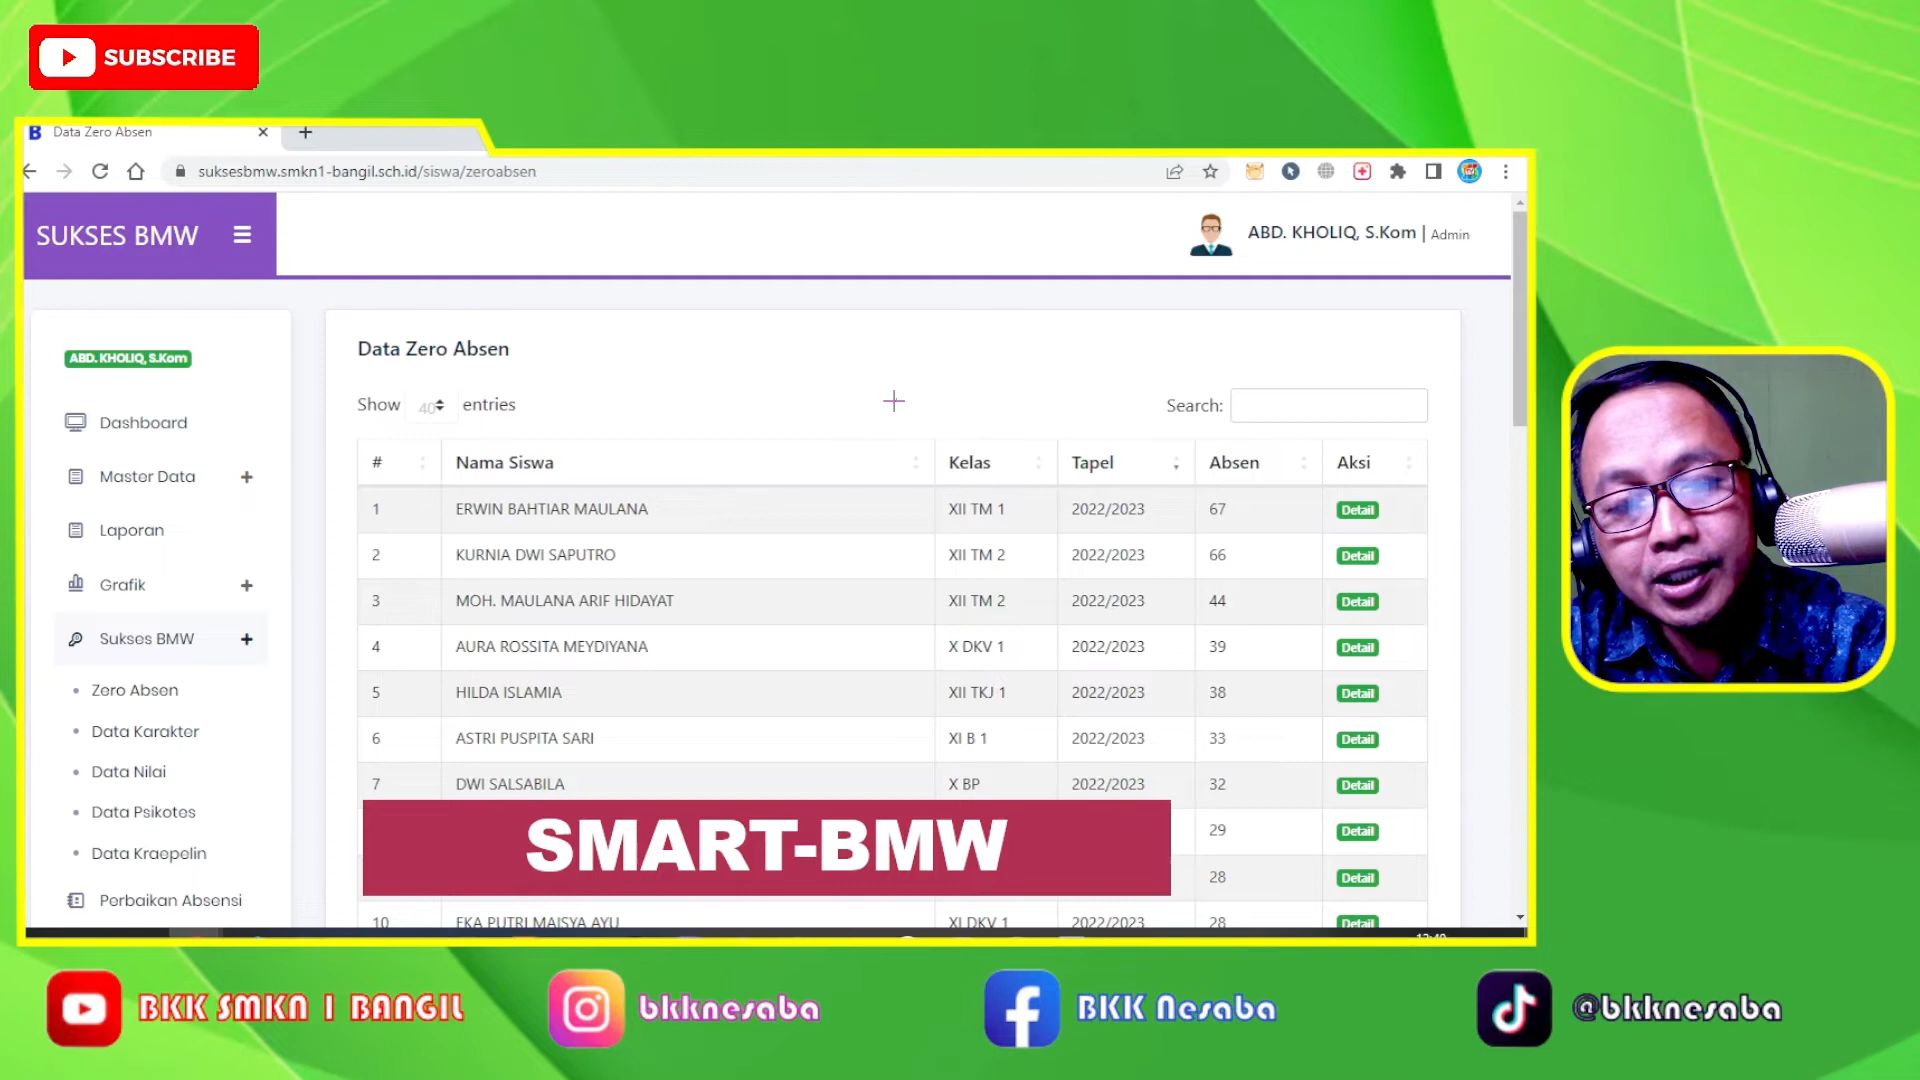 SUBSCRIBE
B Data Zero Absen
suksesbmw.smkn1-bangil.sch.id/siswa/zeroabsen
SUKSES BMW
ABD. KHOLIQ, S.Kom | Admin
ABD. KHOLIQ, S.Kom
Dashboard
Master Data +
Laporan
Grafik +
Sukses BMW +
• Zero Absen
• Data Karakter
• Data Nilai
• Data Psikotes
• Data Kraepelin
Perbaikan Absensi
Data Zero Absen
Show 40 entries
Search:
# Nama Siswa Kelas Tapel Absen Aksi
1 ERWIN BAHTIAR MAULANA XII TM 1 2022/2023 67 Detail
2 KURNIA DWI SAPUTRO XII TM 2 2022/2023 66 Detail
3 MOH. MAULANA ARIF HIDAYAT XII TM 2 2022/2023 44 Detail
4 AURA ROSSITA MEYDIYANA X DKV 1 2022/2023 39 Detail
5 HILDA ISLAMIA XII TKJ 1 2022/2023 38 Detail
6 ASTRI PUSPITA SARI XI B 1 2022/2023 33 Detail
7 DWI SALSABILA X BP 2022/2023 32 Detail
29 Detail
28 Detail
10 EKA PUTRI MAISYA AYU XI DKV 1 2022/2023 28 Detail
SMART-BMW
BKK SMKN 1 BANGIL
bkknesaba
BKK Nesaba
@bkknesaba